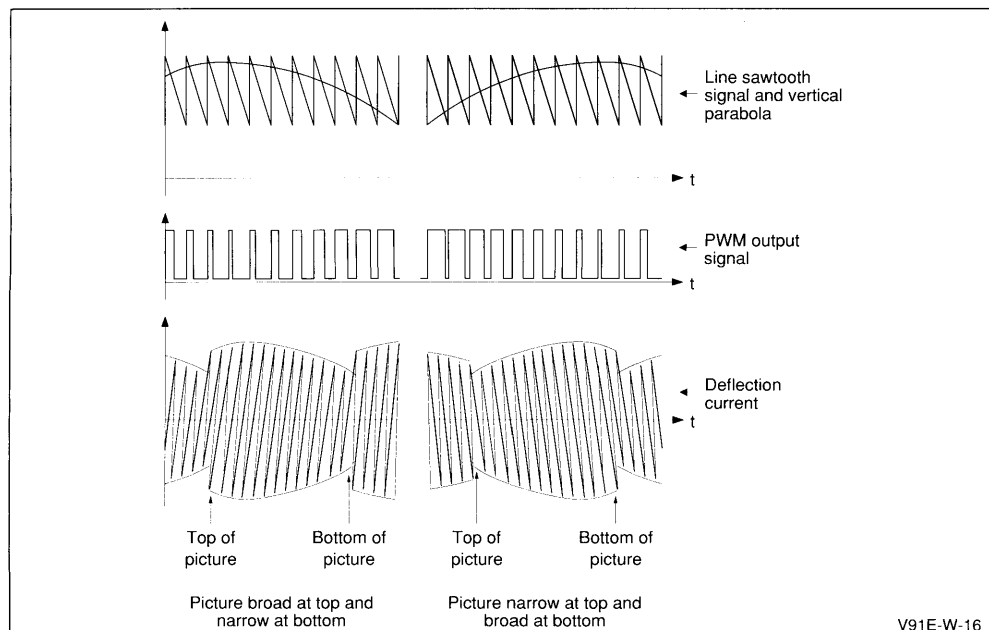 Line sawtooth
signal and vertical
parabola
t
PWM output
signal
t
Deflection
current
t
Top of
picture
Bottom of
picture
Top of
picture
Bottom of
picture
Picture broad at top and
narrow at bottom
Picture narrow at top and
broad at bottom
V91E-W-16